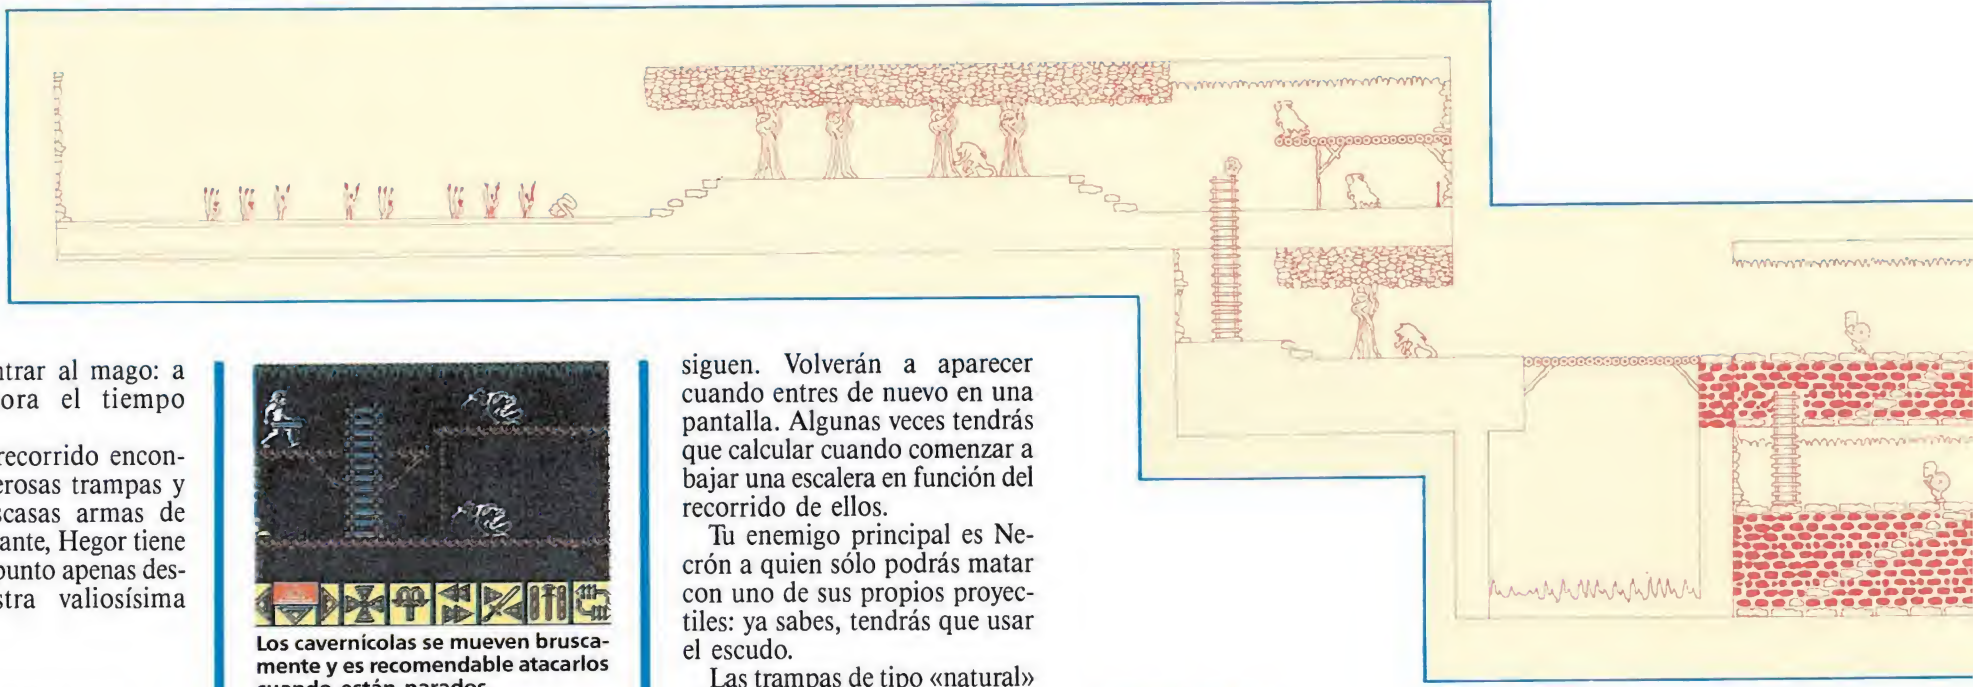 ntrar al mago: a
ora el tiempo
recorrido encon-
erosas trampas y
scasas armas de
ante, Hegor tiene
punto apenas des-
stra valiosísima
Los cavernícolas se mueven brusca-
mente y es recomendable atacarlos
cuando están parados
siguen. Volverán a aparecer
cuando entres de nuevo en una
pantalla. Algunas veces tendrás
que calcular cuando comenzar a
bajar una escalera en función del
recorrido de ellos.
Tu enemigo principal es Ne-
crón a quien sólo podrás matar
con uno de sus propios proyec-
tiles: ya sabes, tendrás que usar
el escudo.
Las trampas de tipo «natural»